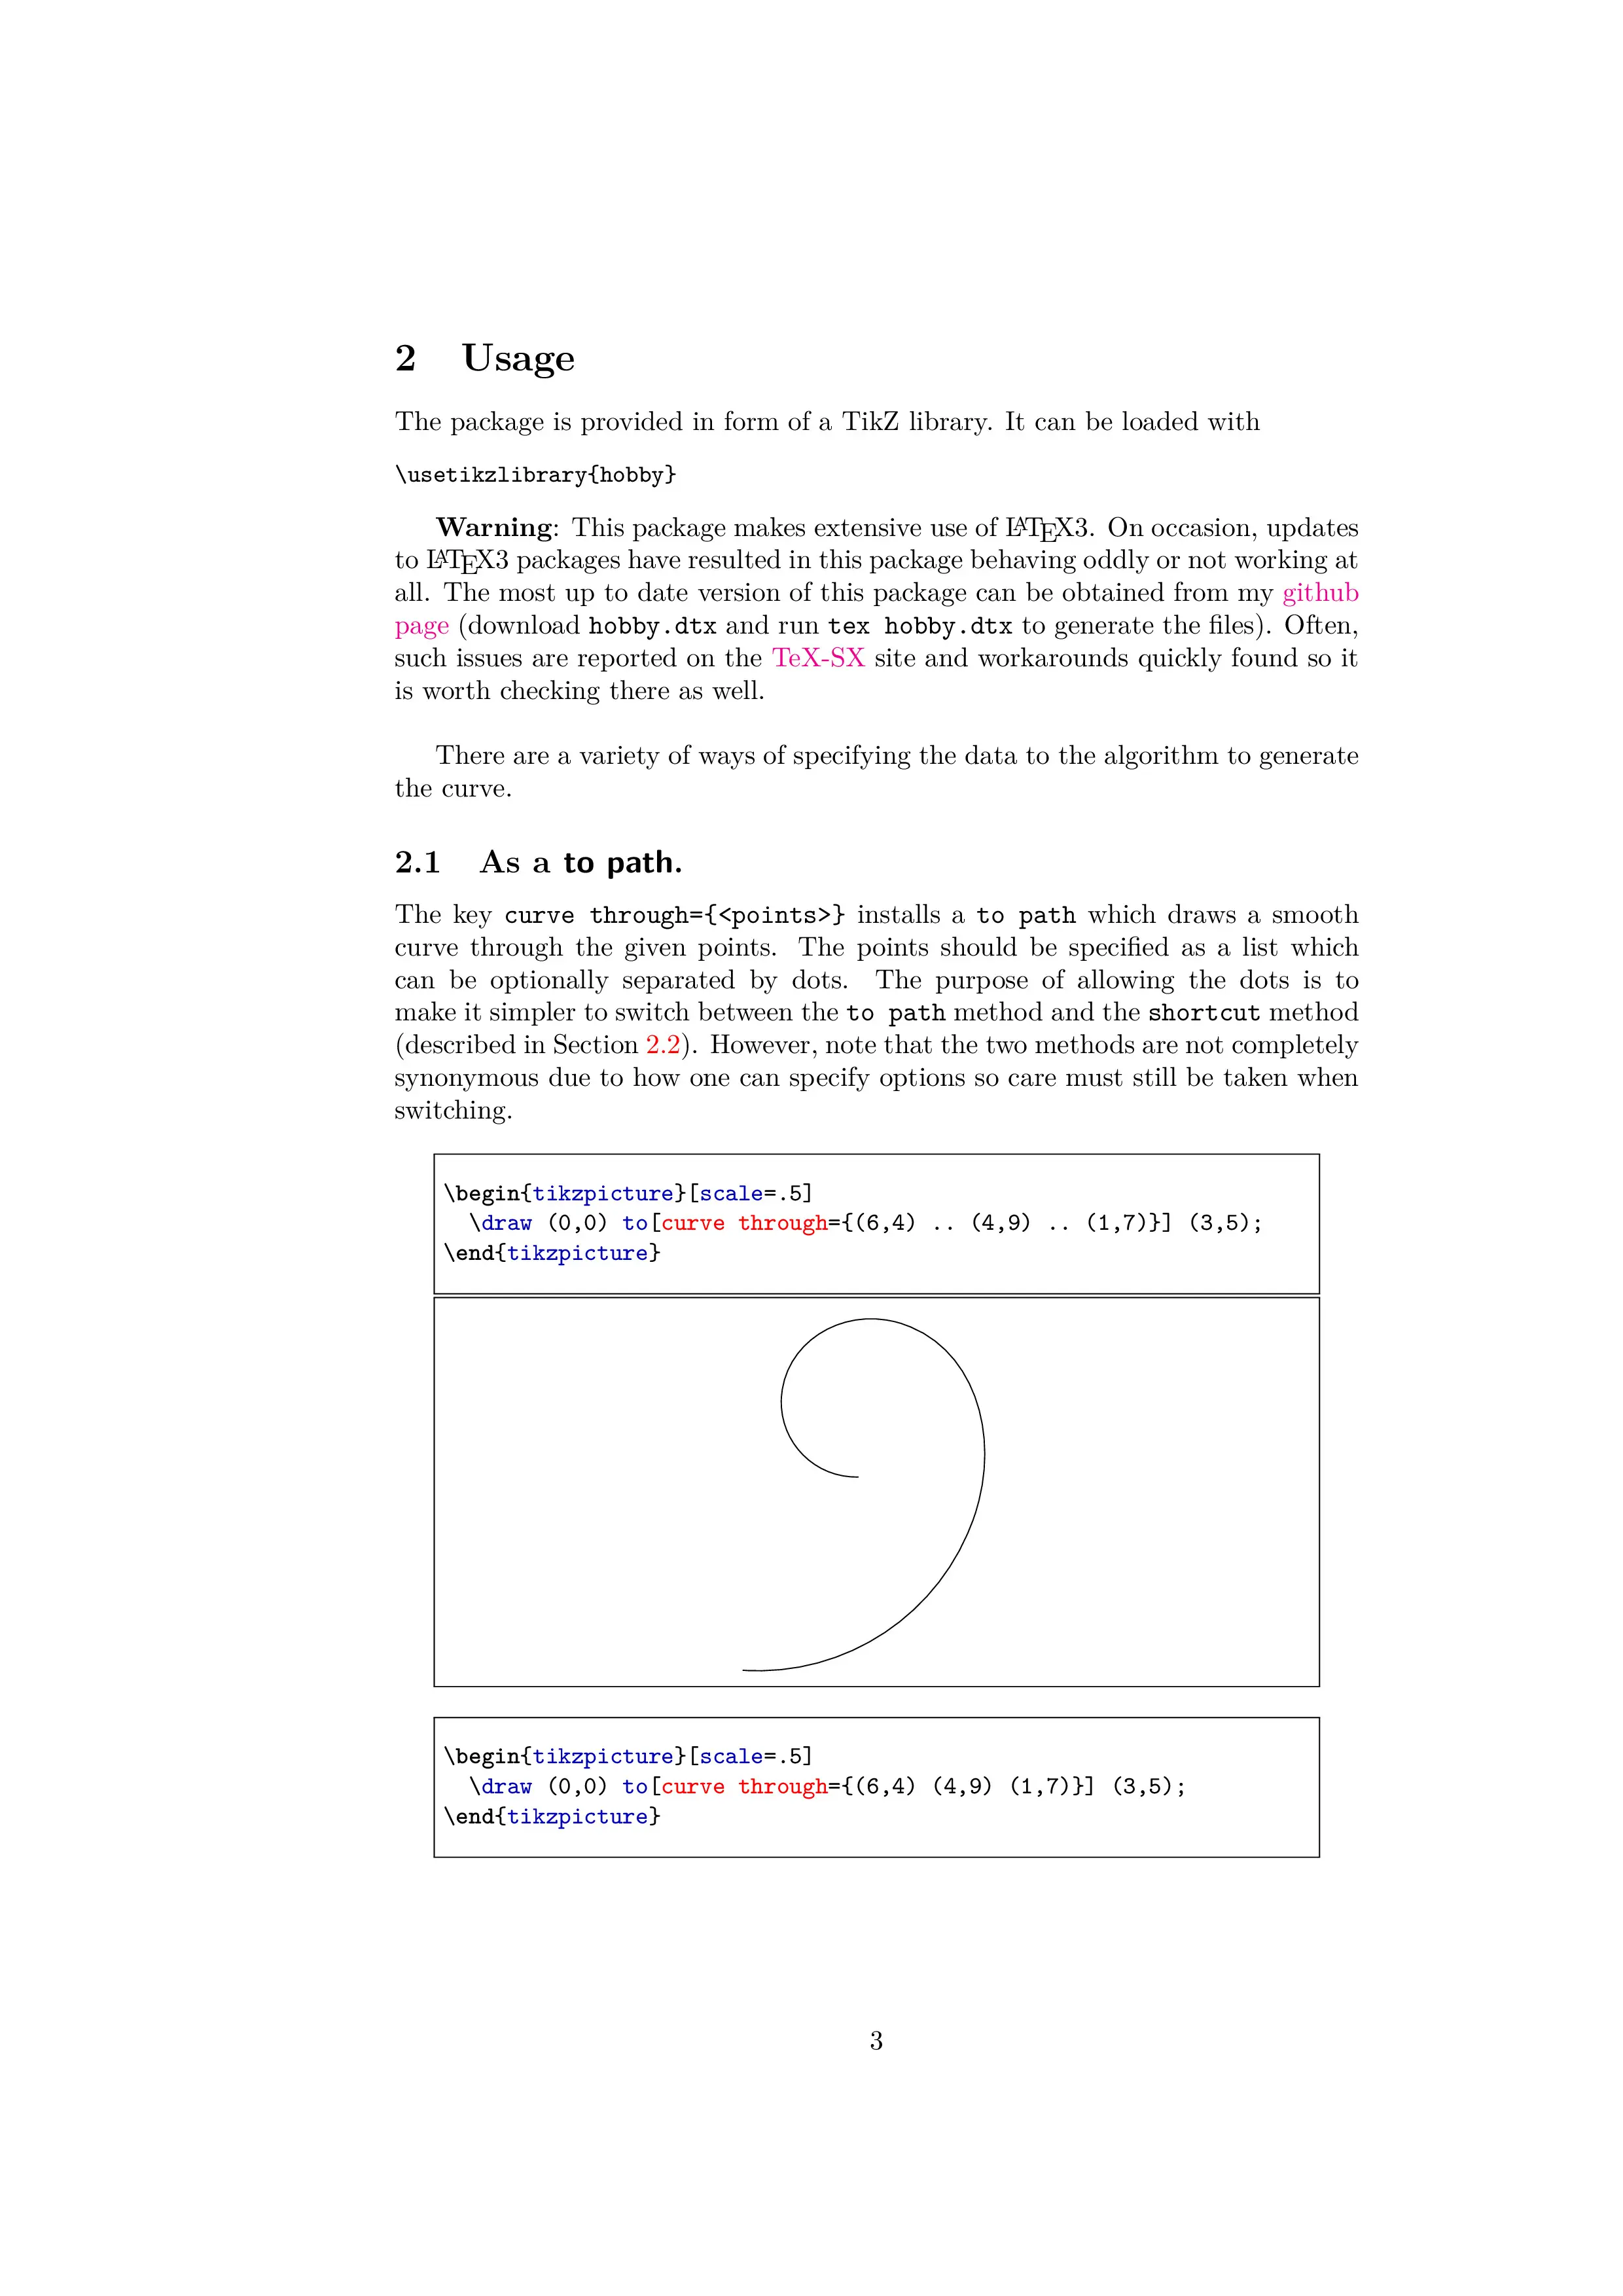 2 Usage
The package is provided in form of a TikZ library. It can be loaded with
\usetikzlibrary{hobby}
Warning: This package makes extensive use of LATEX3. On occasion, updates
to LATEX3 packages have resulted in this package behaving oddly or not working at
all. The most up to date version of this package can be obtained from my github
page (download hobby.dtx and run tex hobby.dtx to generate the files). Often,
such issues are reported on the TeX-SX site and workarounds quickly found so it
is worth checking there as well.
There are a variety of ways of specifying the data to the algorithm to generate
the curve.
2.1 As a to path.
The key curve through={<points>} installs a to path which draws a smooth
curve through the given points. The points should be specified as a list which
can be optionally separated by dots. The purpose of allowing the dots is to
make it simpler to switch between the to path method and the shortcut method
(described in Section 2.2). However, note that the two methods are not completely
synonymous due to how one can specify options so care must still be taken when
switching.
\begin{tikzpicture}[scale=.5]
\draw (0,0) to[curve through={(6,4) .. (4,9) .. (1,7)}] (3,5);
\end{tikzpicture}
\begin{tikzpicture}[scale=.5]
\draw (0,0) to[curve through={(6,4) (4,9) (1,7)}] (3,5);
\end{tikzpicture}
3